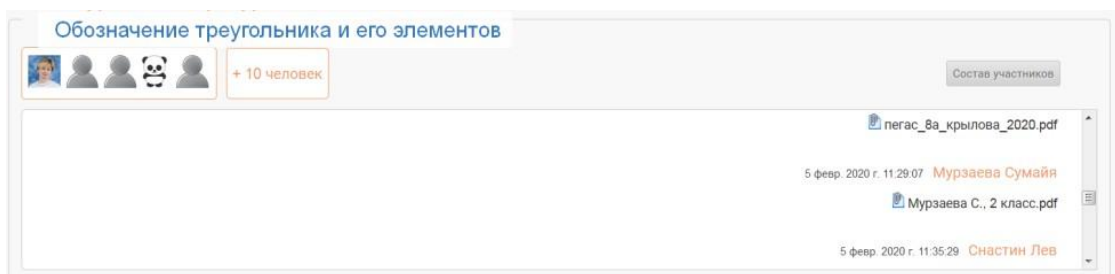 Обозначение треугольника и его элементов
+ 10 человек
Состав участников
пегас_8а_крылова_2020.pdf
5 февр. 2020 г. 11:29:07 Мурзаева Сумайя
Мурзаева С., 2 класс.pdf
5 февр. 2020 г. 11:35:29 Снастин Лев